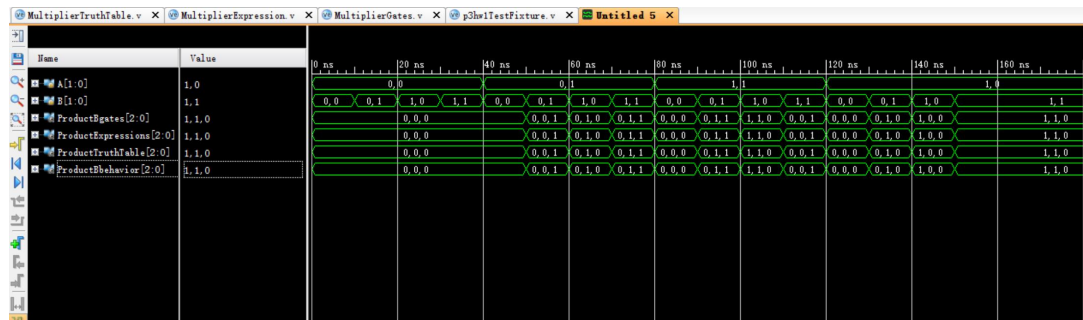 MultiplierTruthTable.v × MultiplierExpression.v × MultiplierGates.v × p3hw1TestFixture.v × Untitled 5 ×
Name Value
0 ns 20 ns 40 ns 60 ns 80 ns 100 ns 120 ns 140 ns 160 ns
A[1:0] 1,0 0,0 0,1 1,1 1,0
B[1:0] 1,1 0,0 0,1 1,0 1,1 0,0 0,1 1,0 1,1 0,0 0,1 1,0 1,1 0,0 0,1 1,0 1,1
ProductBgates[2:0] 1,1,0 0,0,0 0,0,1 0,1,0 0,1,1 0,0,0 0,1,1 1,1,0 0,0,1 0,0,0 0,1,0 1,0,0 1,1,0
ProductExpressions[2:0] 1,1,0 0,0,0 0,0,1 0,1,0 0,1,1 0,0,0 0,1,1 1,1,0 0,0,1 0,0,0 0,1,0 1,0,0 1,1,0
ProductTruthTable[2:0] 1,1,0 0,0,0 0,0,1 0,1,0 0,1,1 0,0,0 0,1,1 1,1,0 0,0,1 0,0,0 0,1,0 1,0,0 1,1,0
ProductBbehavior[2:0] 1,1,0 0,0,0 0,0,1 0,1,0 0,1,1 0,0,0 0,1,1 1,1,0 0,0,1 0,0,0 0,1,0 1,0,0 1,1,0